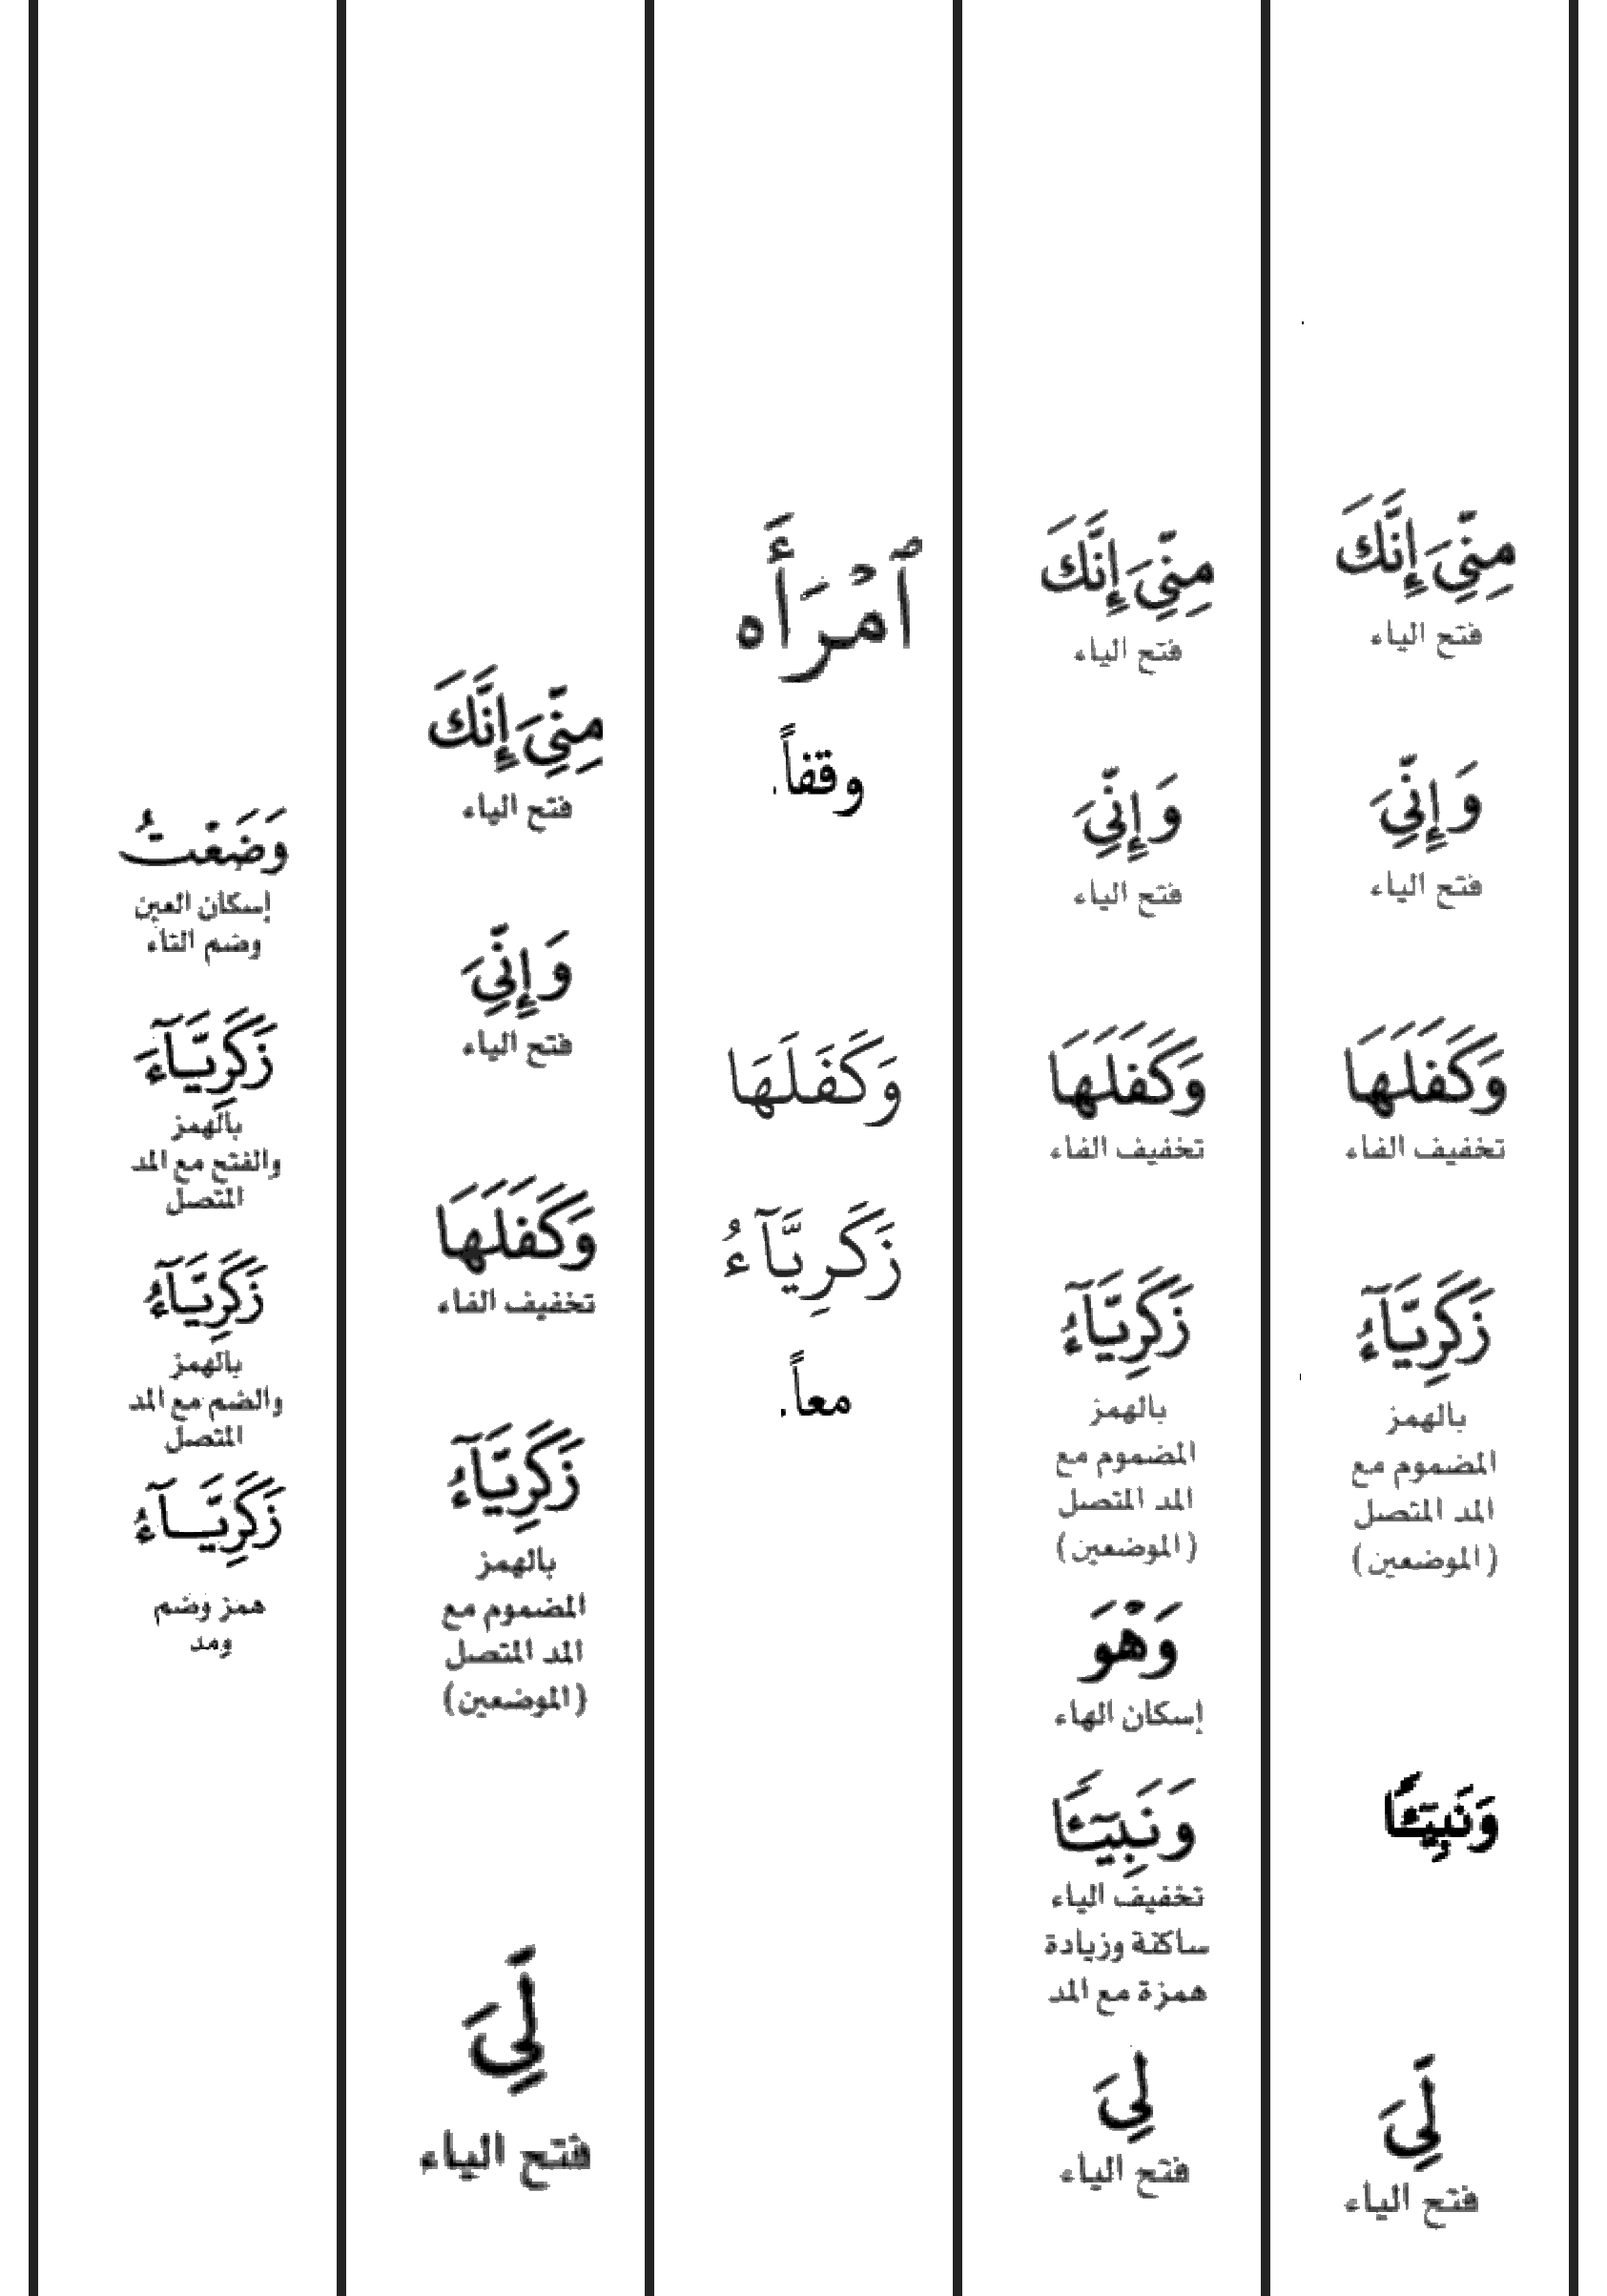 مِنِّيَ إِنَّكَ
فتح الياء
وَإِنِّيَ
فتح الياء
وَكَفَلَهَا
تخفيف الفاء
زَكَرِيَّآءُ
بالهمز
المضموم مع
المد المتصل
(الموضعين)
وَنَبِيٓـًٔا
لِّيَ
فتح الياء
مِنِّيَ إِنَّكَ
فتح الياء
وَإِنِّيَ
فتح الياء
وَكَفَلَهَا
تخفيف الفاء
زَكَرِيَّآءُ
بالهمز
المضموم مع
المد المتصل
(الموضعين)
وَهْوَ
إسكان الهاء
وَنَبِيٓـًٔا
تخفيف الياء
ساكنة وزيادة
همزة مع المد
لِيَ
فتح الياء
ٱمْرَأَه
وقفاً.
وَكَفَلَهَا
زَكَرِيَّآءُ
معاً.
مِنِّيَ إِنَّكَ
فتح الياء
وَإِنِّيَ
فتح الياء
وَكَفَلَهَا
تخفيف الفاء
زَكَرِيَّآءُ
بالهمز
المضموم مع
المد المتصل
(الموضعين)
لِّيَ
فتح الياء
وَضَعْتُ
إسكان العين
وضم التاء
زَكَرِيَّآءَ
بالهمز
والفتح مع المد
المتصل
زَكَرِيَّآءُ
بالهمز
والضم مع المد
المتصل
زَكَرِيَّـآءُ
همز وضم
ومد